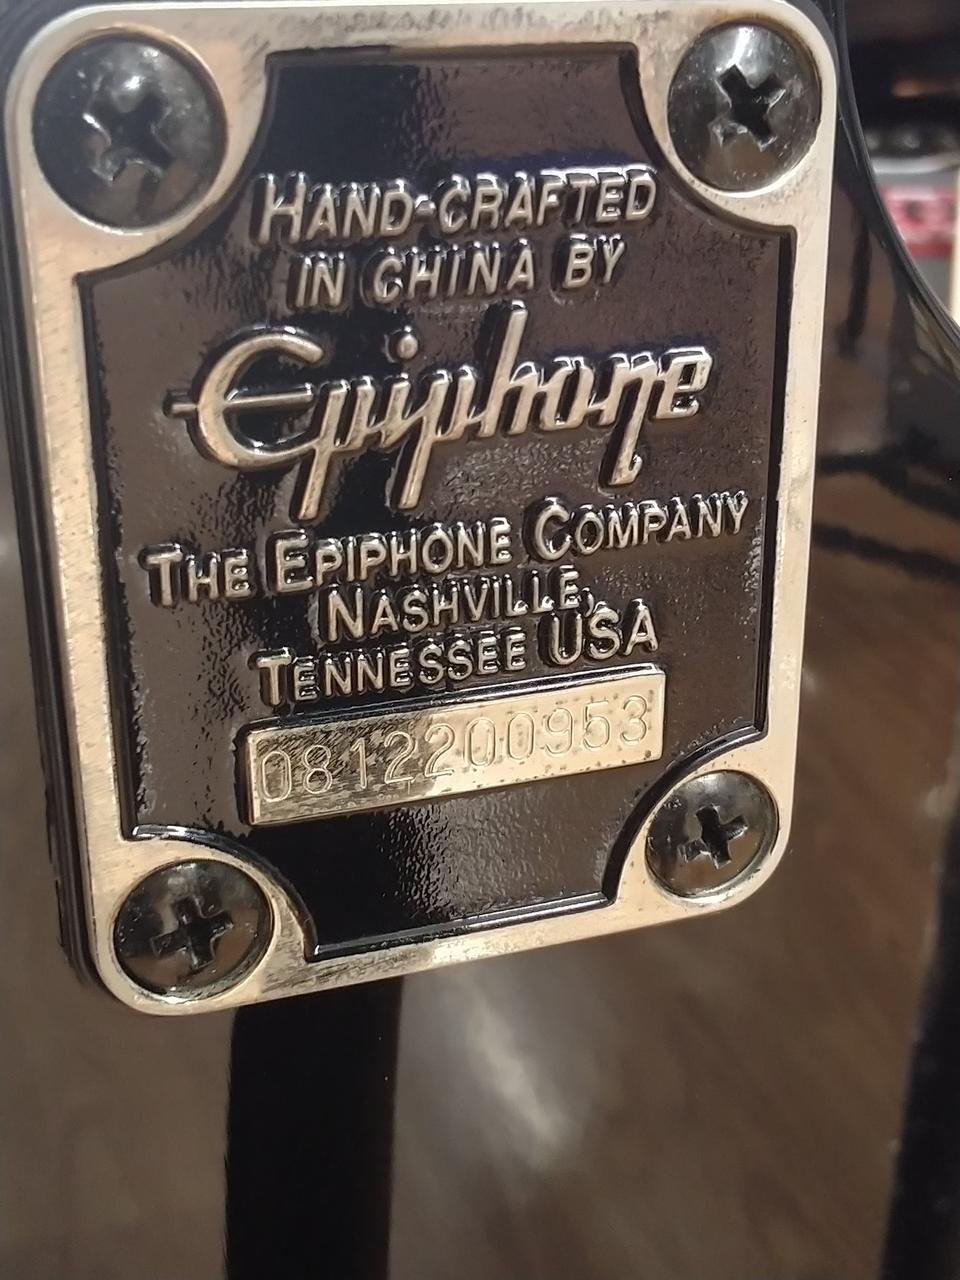 HAND-CRAFTED
IN CHINA BY
Epiphone
THE EPIPHONE COMPANY
NASHVILLE,
TENNESSEE USA
0812200953